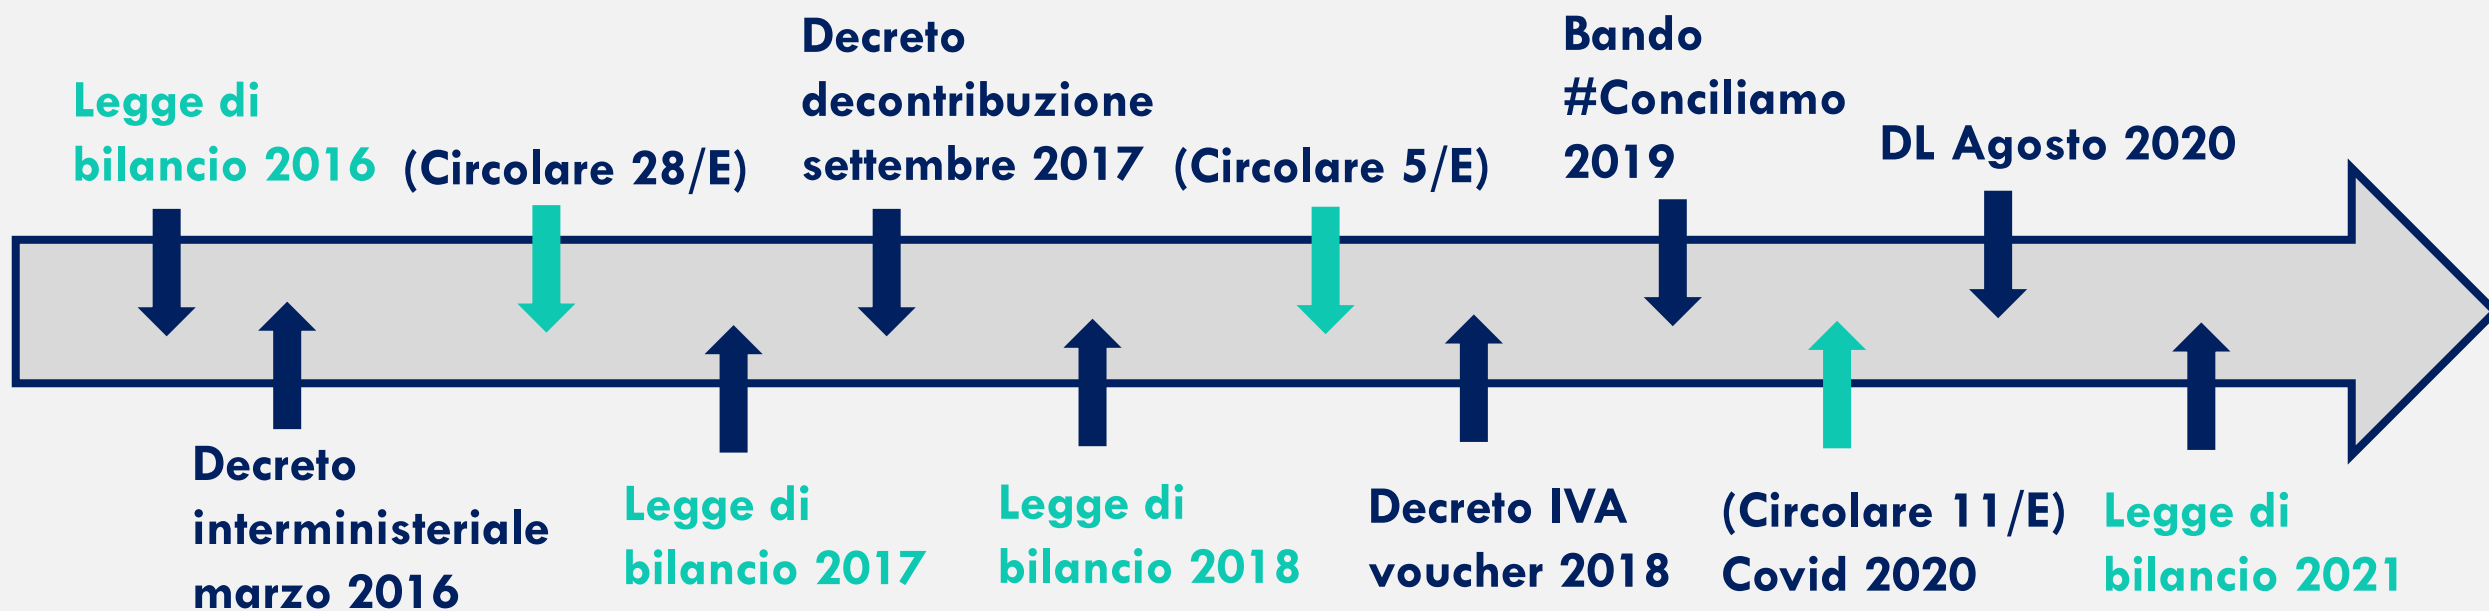 Legge di
bilancio 2016
(Circolare 28/E)
Decreto
decontribuzione
settembre 2017
(Circolare 5/E)
Bando
#Conciliamo
2019
DL Agosto 2020
Decreto
interministeriale
marzo 2016
Legge di
bilancio 2017
Legge di
bilancio 2018
Decreto IVA
voucher 2018
(Circolare 11/E)
Covid 2020
Legge di
bilancio 2021